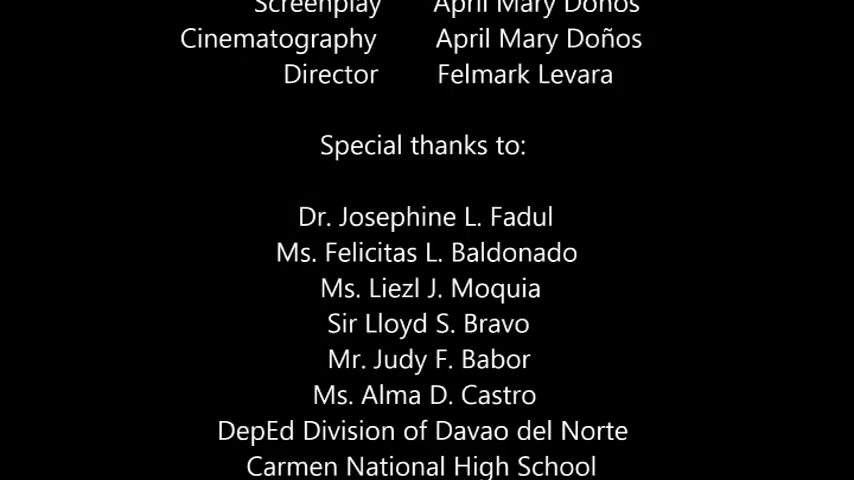 Screenplay April Mary Doños
Cinematography April Mary Doños
Director Felmark Levara
Special thanks to:
Dr. Josephine L. Fadul
Ms. Felicitas L. Baldonado
Ms. Liezl J. Moquia
Sir Lloyd S. Bravo
Mr. Judy F. Babor
Ms. Alma D. Castro
DepEd Division of Davao del Norte
Carmen National High School